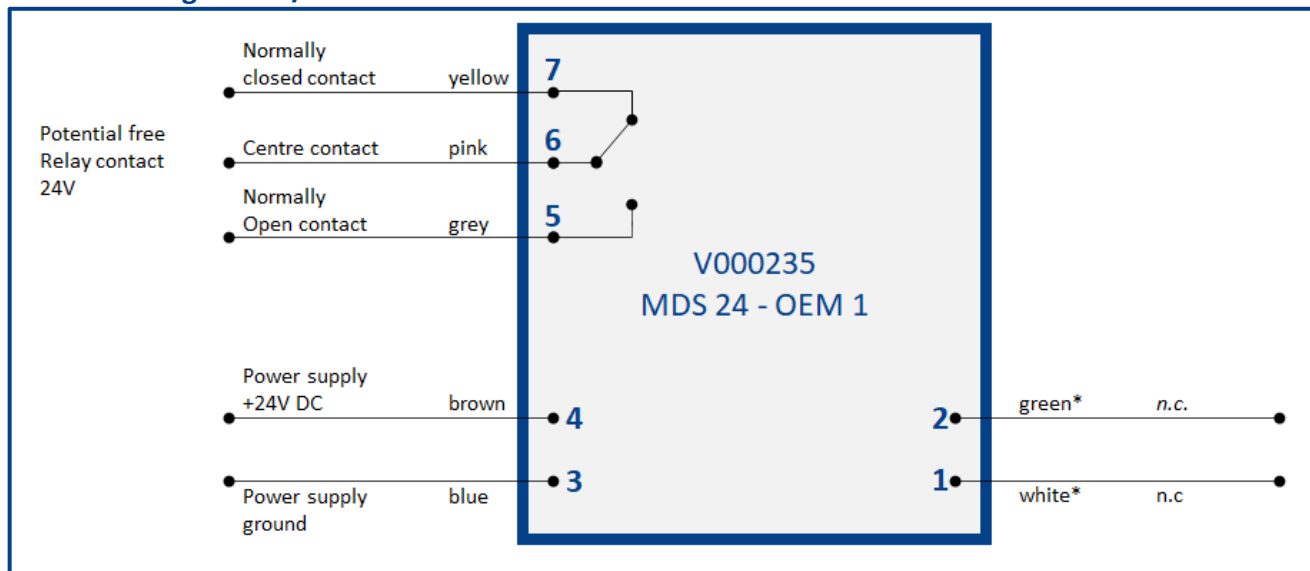 Normally
closed contact yellow 7
Potential free
Relay contact
24V
Centre contact pink 6
Normally
Open contact grey 5
V000235
MDS 24 - OEM 1
Power supply
+24V DC brown 4
2 green* n.c.
3
1
Power supply
ground
blue
white* n.c